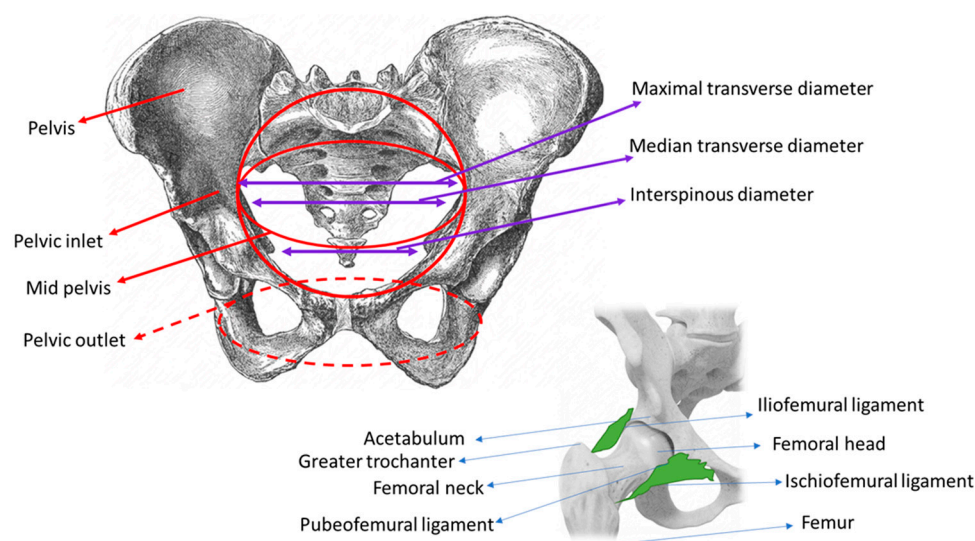 Maximal transverse diameter
Median transverse diameter
Interspinous diameter
Pelvis
Pelvic inlet
Mid pelvis
Pelvic outlet
Iliofemural ligament
Acetabulum
Femoral head
Greater trochanter
Femoral neck
Ischiofemural ligament
Pubeofemural ligament
Femur